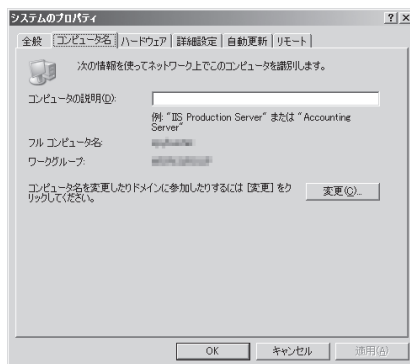 システムのプロパティ
全般 コンピュータ名 ハードウェア 詳細設定 自動更新 リモート
次の情報を使ってネットワーク上でこのコンピュータを識別します。
コンピュータの説明(D):
例: "IIS Production Server" または "Accounting
Server"
フル コンピュータ名:
ワークグループ:
コンピュータ名を変更したりドメインに参加したりするには [変更] をク
リックしてください。
変更(C)...
OK キャンセル 適用(A)